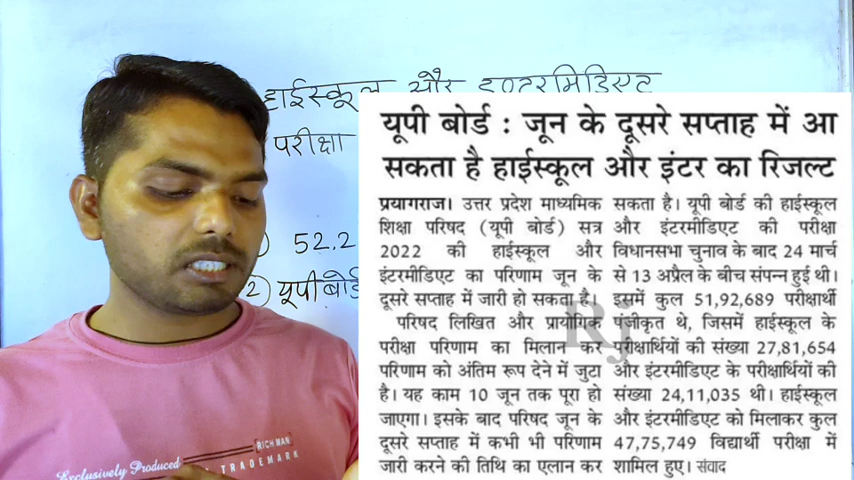 हाईस्कूल और इन्टरमिडिएट
परीक्षा
52.2
2) यूपीबोर्ड
यूपी बोर्ड : जून के दूसरे सप्ताह में आ
सकता है हाईस्कूल और इंटर का रिजल्ट
प्रयागराज। उत्तर प्रदेश माध्यमिक
शिक्षा परिषद (यूपी बोर्ड) सत्र
2022 की हाईस्कूल और
इंटरमीडिएट का परिणाम जून के
दूसरे सप्ताह में जारी हो सकता है।
परिषद लिखित और प्रायोगिक
परीक्षा परिणाम का मिलान कर
परिणाम को अंतिम रूप देने में जुटा
है। यह काम 10 जून तक पूरा हो
जाएगा। इसके बाद परिषद जून के
दूसरे सप्ताह में कभी भी परिणाम
जारी करने की तिथि का एलान कर
सकता है। यूपी बोर्ड की हाईस्कूल
और इंटरमीडिएट की परीक्षा
विधानसभा चुनाव के बाद 24 मार्च
से 13 अप्रैल के बीच संपन्न हुई थी।
इसमें कुल 51,92,689 परीक्षार्थी
पंजीकृत थे, जिसमें हाईस्कूल के
परीक्षार्थियों की संख्या 27,81,654
और इंटरमीडिएट के परीक्षार्थियों की
संख्या 24,11,035 थी। हाईस्कूल
और इंटरमीडिएट को मिलाकर कुल
47,75,749 विद्यार्थी परीक्षा में
शामिल हुए। संवाद
Rj
RICH MAN
Exclusively Produced
TRADEMARK